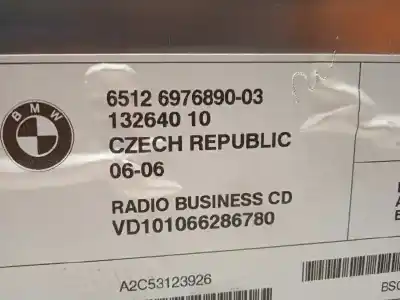 BMW
6512 6976890-03
132640 10
CZECH REPUBLIC
06-06
RADIO BUSINESS CD
VD101066286780
A2C53123926